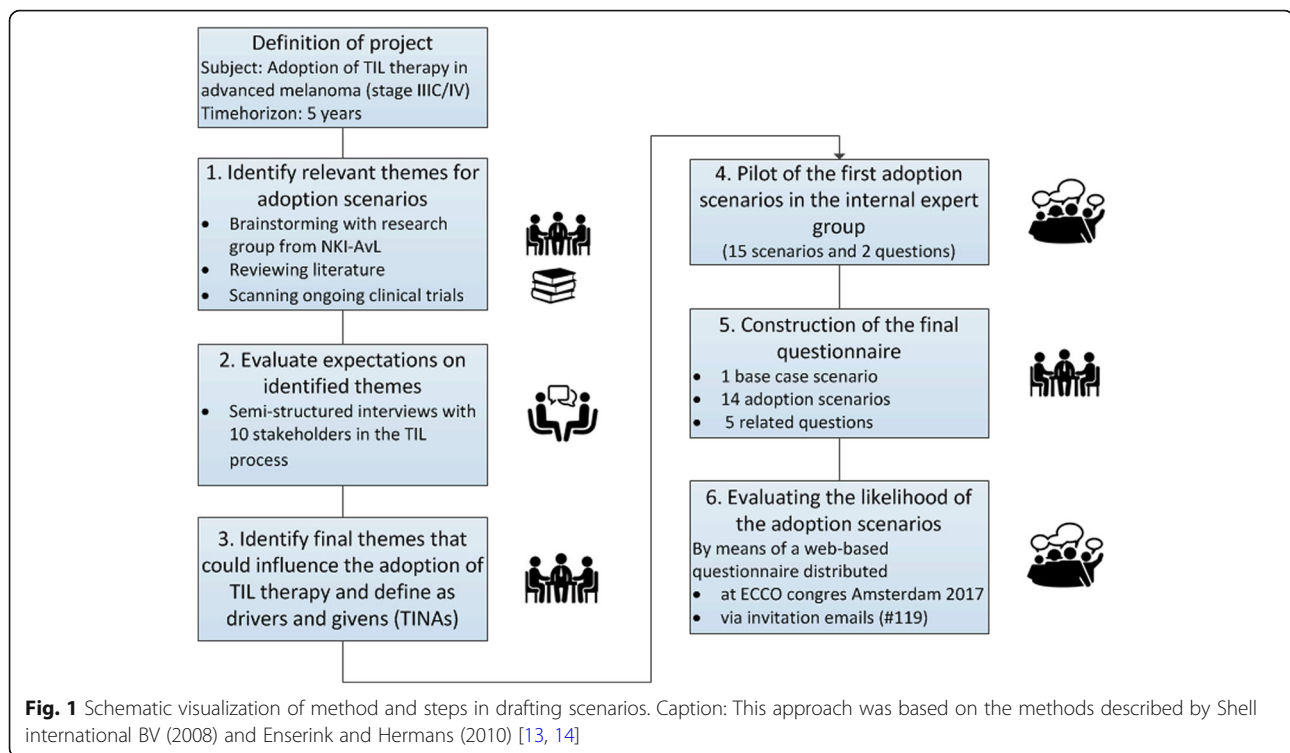 Definition of project
Subject: Adoption of TIL therapy in
advanced melanoma (stage IIIC/IV)
Timehorizon: 5 years
1. Identify relevant themes for
adoption scenarios
• Brainstorming with research
group from NKI-AvL
• Reviewing literature
• Scanning ongoing clinical trials
2. Evaluate expectations on
identified themes
• Semi-structured interviews with
10 stakeholders in the TIL
process
3. Identify final themes that
could influence the adoption of
TIL therapy and define as
drivers and givens (TINAs)
4. Pilot of the first adoption
scenarios in the internal expert
group
(15 scenarios and 2 questions)
5. Construction of the final
questionnaire
• 1 base case scenario
• 14 adoption scenarios
• 5 related questions
6. Evaluating the likelihood of
the adoption scenarios
By means of a web-based
questionnaire distributed
• at ECCO congres Amsterdam 2017
• via invitation emails (#119)
Fig. 1 Schematic visualization of method and steps in drafting scenarios. Caption: This approach was based on the methods described by Shell
international BV (2008) and Enserink and Hermans (2010) [13, 14]